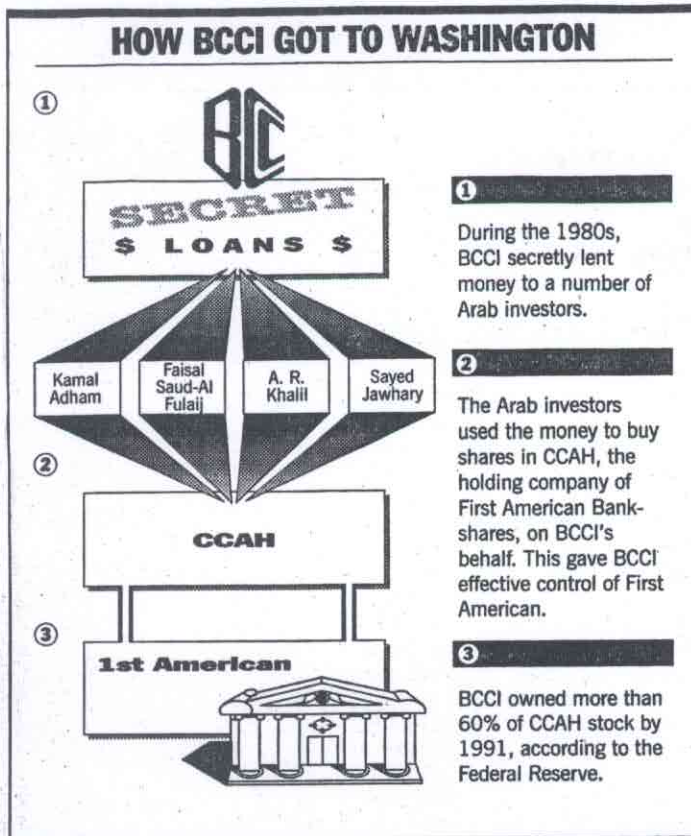 HOW BCCI GOT TO WASHINGTON
①
BCC
SECRET
$ LOANS $
Kamal
Adham
Faisal
Saud-Al
Fulaij
A. R.
Khalil
Sayed
Jawhary
②
CCAH
③
1st American
①
During the 1980s,
BCCI secretly lent
money to a number of
Arab investors.
②
The Arab investors
used the money to buy
shares in CCAH, the
holding company of
First American Bank-
shares, on BCCI's
behalf. This gave BCCI
effective control of First
American.
③
BCCI owned more than
60% of CCAH stock by
1991, according to the
Federal Reserve.